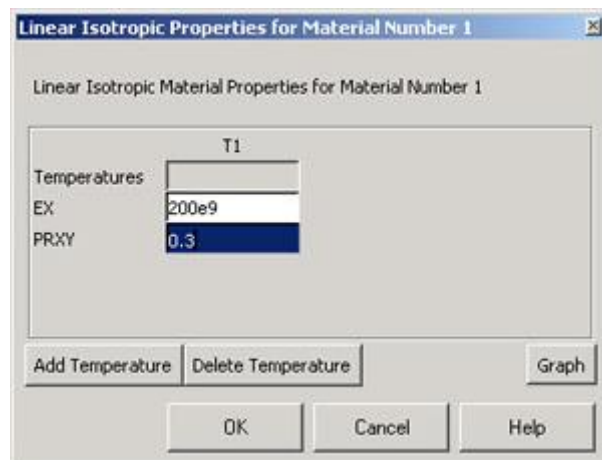 Linear Isotropic Properties for Material Number 1
Linear Isotropic Material Properties for Material Number 1
T1
Temperatures
EX 200e9
PRXY 0.3
Add Temperature Delete Temperature Graph
OK Cancel Help